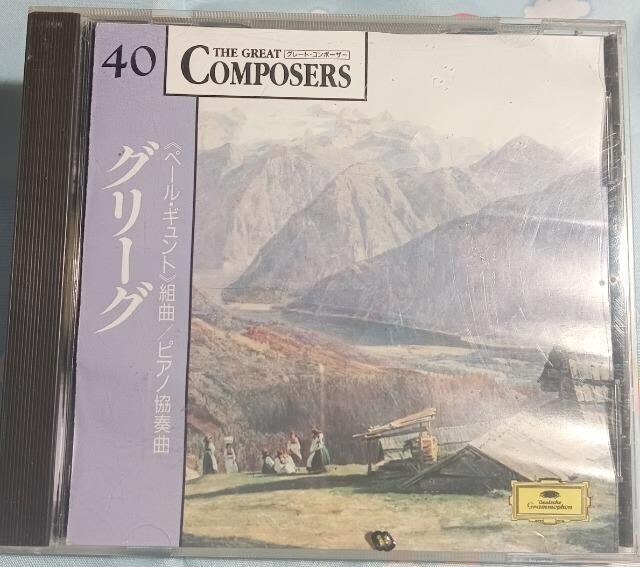 40
THE GREAT グレート・コンポーザー
COMPOSERS
グリーグ
《ペール・ギュント》組曲/ピアノ協奏曲
Deutsche
Grammophon